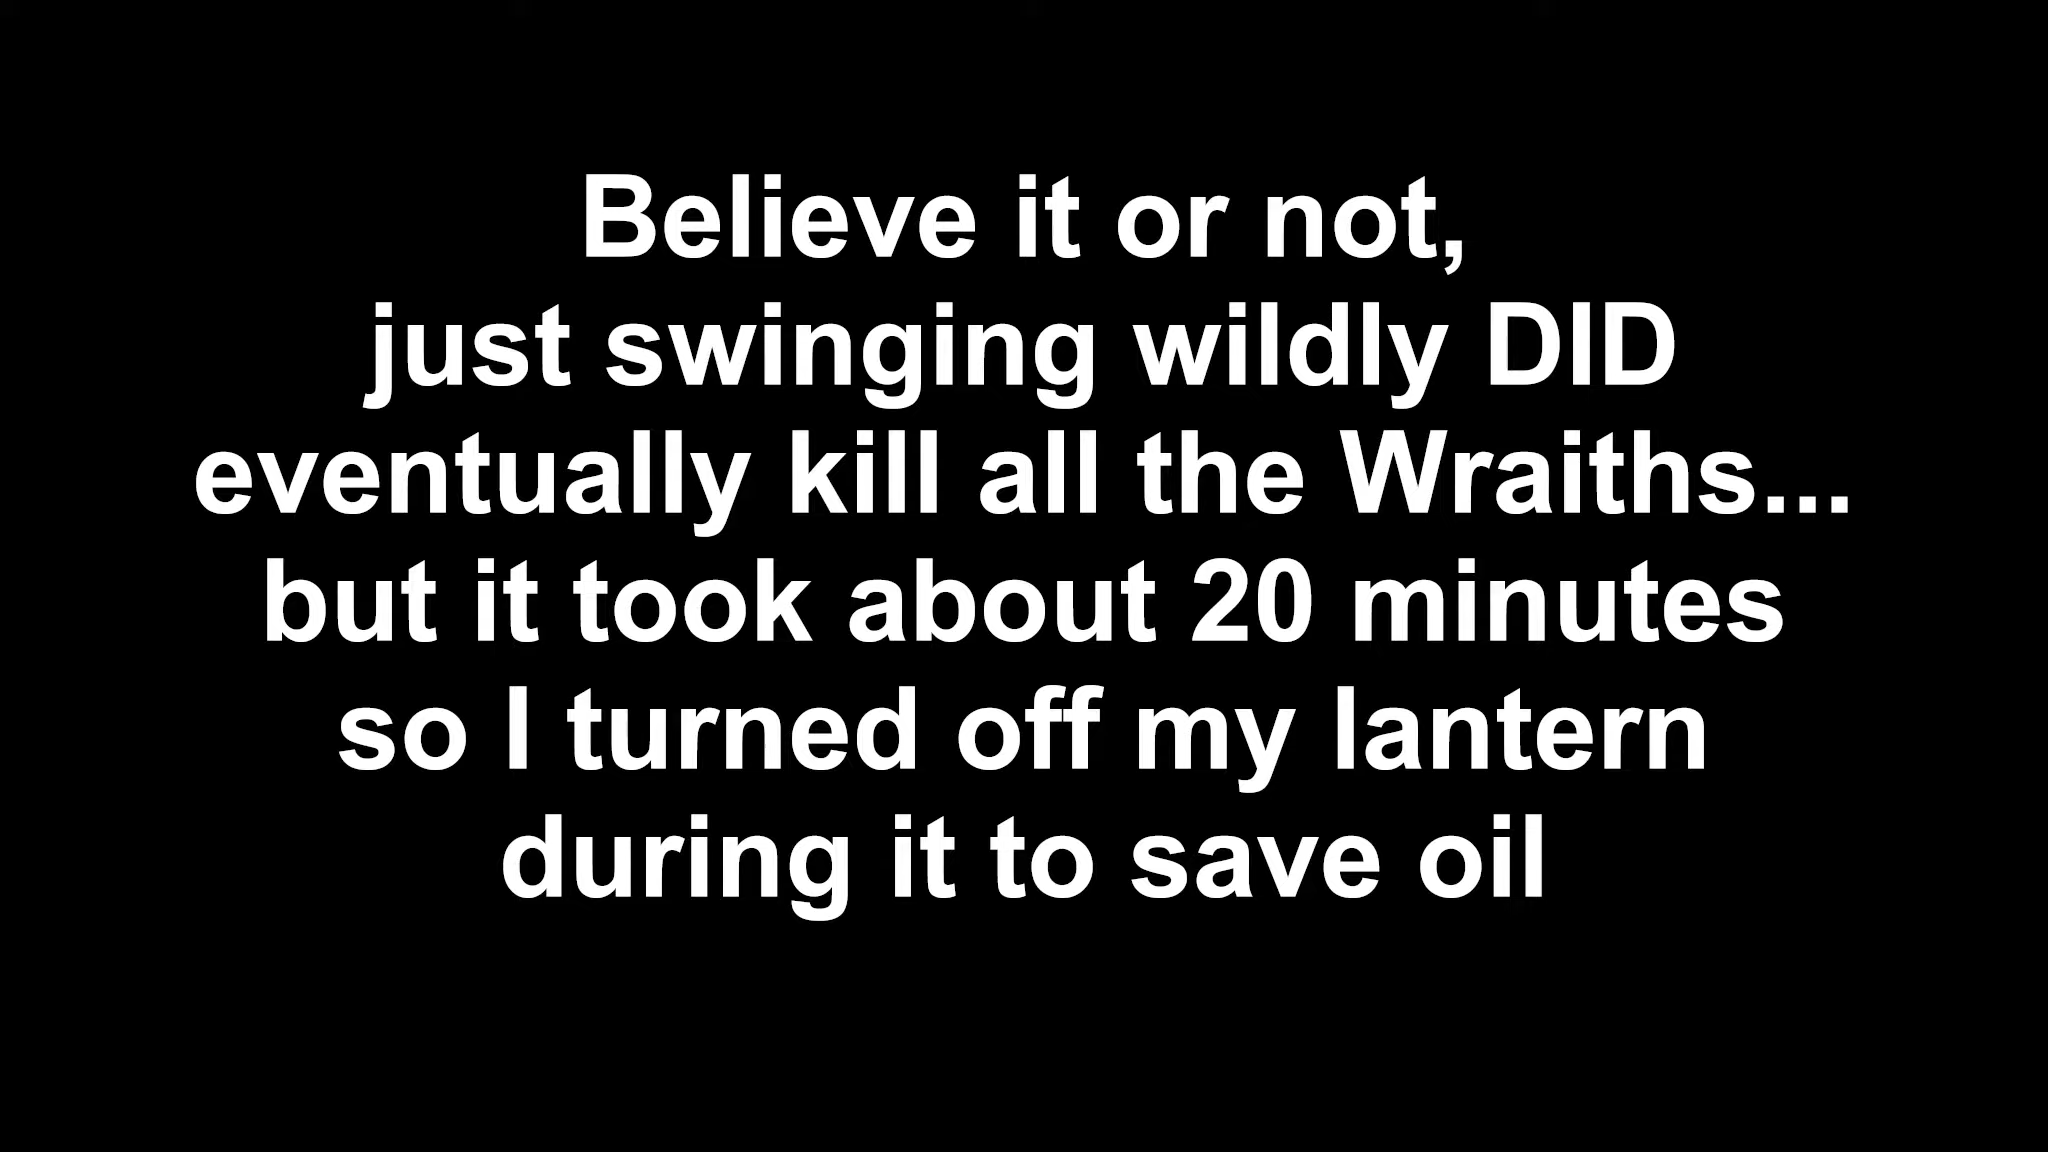 Believe it or not,
just swinging wildly DID
eventually kill all the Wraiths...
but it took about 20 minutes
so I turned off my lantern
during it to save oil